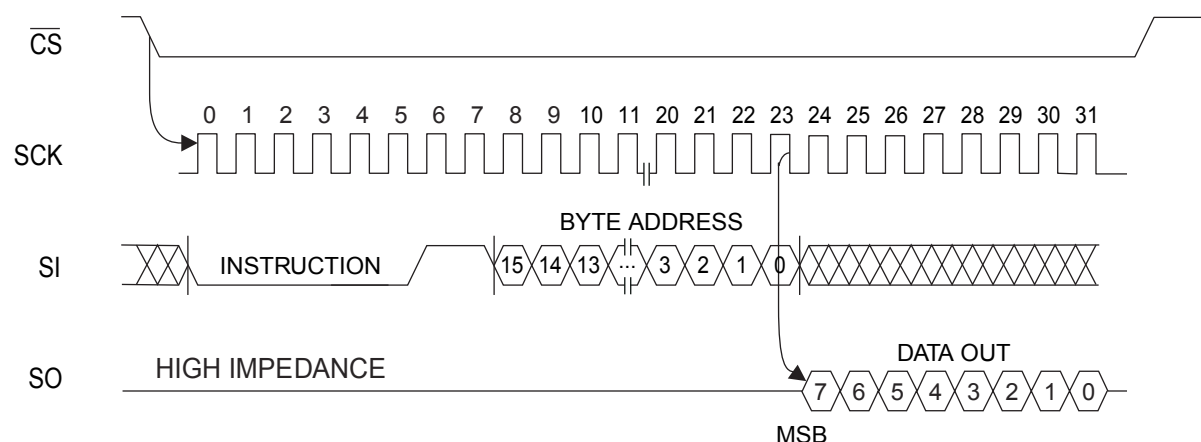 CS
0 1 2 3 4 5 6 7 8 9 10 11 20 21 22 23 24 25 26 27 28 29 30 31
SCK
BYTE ADDRESS
SI INSTRUCTION 15 14 13 ... 3 2 1 0
HIGH IMPEDANCE
DATA OUT
SO 7 6 5 4 3 2 1 0
MSB